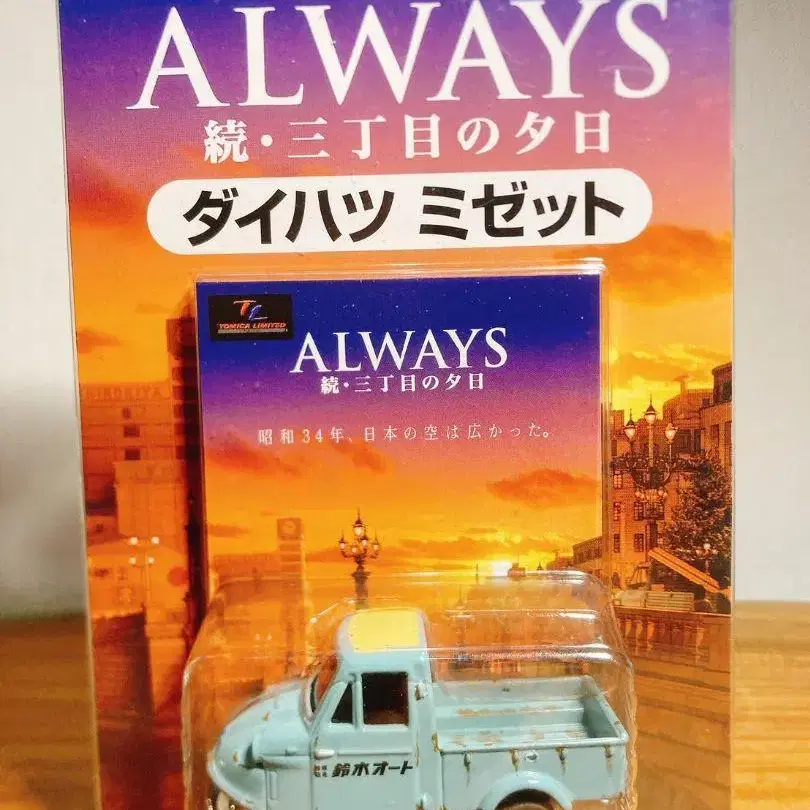 ALWAYS
続・三丁目の夕日
ダイハツ ミゼット
TL
TOMICA LIMITED
ALWAYS
続・三丁目の夕日
昭和34年、日本の空は広かった。
鈴木オート